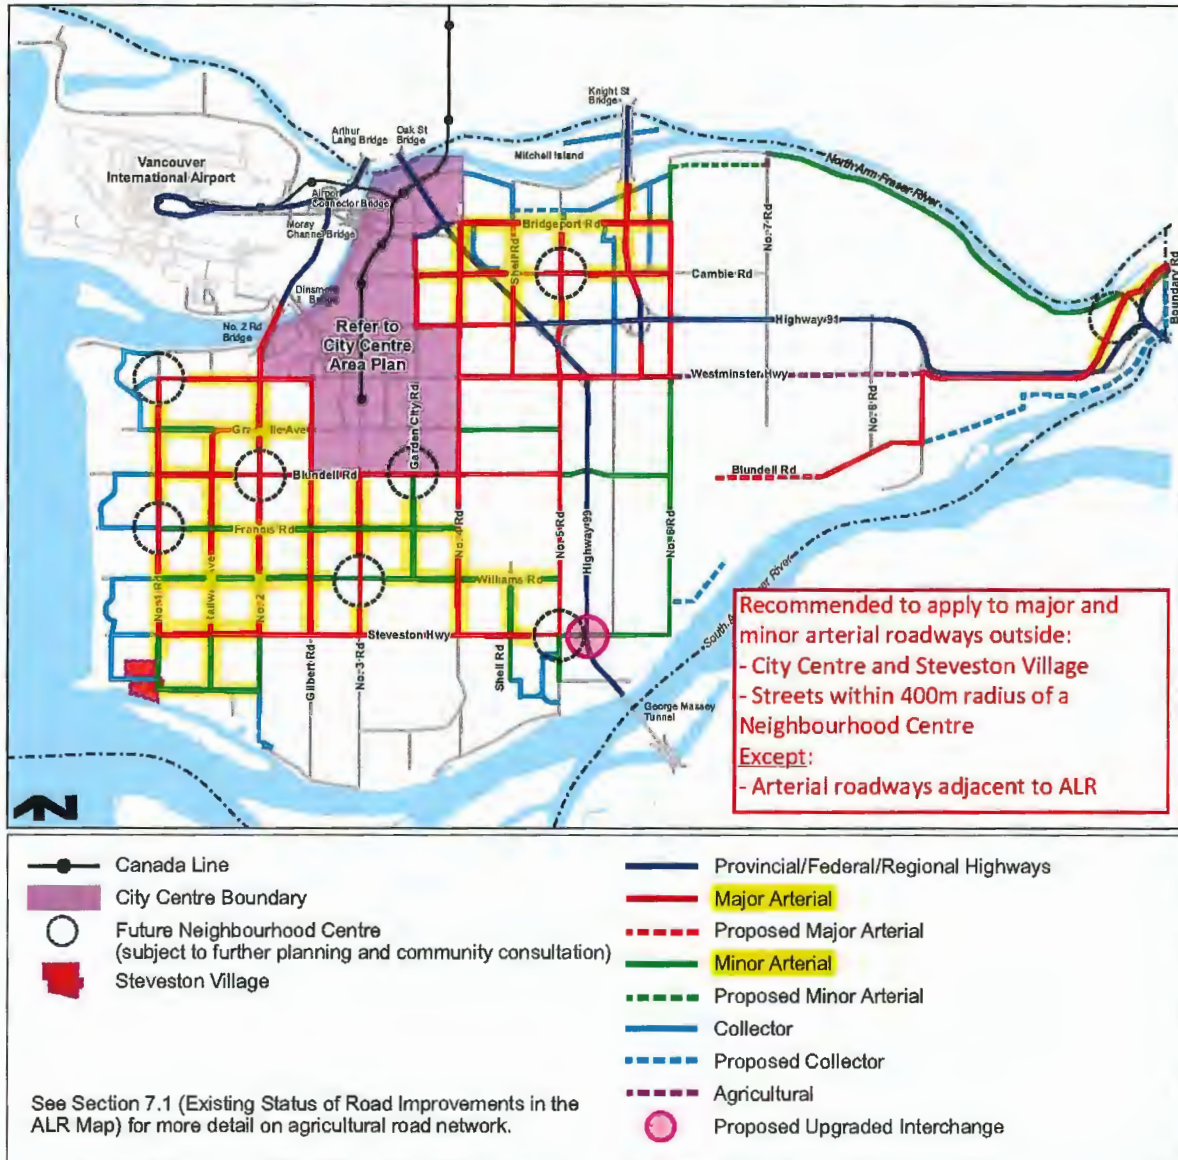 Knight St
Bridge
Arthur
Laing Bridge
Oak St
Bridge
Mitchell Island
Vancouver
International Airport
Airport
Connector Bridge
Moray
Channel Bridge
North Arm Fraser River
Bridgeport Rd
Shell Rd
No. 7 Rd
Boundary Rd
Cambie Rd
Dinsmore
Bridge
No. 2 Rd
Bridge
Refer to
City Centre
Area Plan
Highway 91
Westminster Hwy
No. 8 Rd
Garden City Rd
Granville Ave
Blundell Rd
Blundell Rd
Francis Rd
No. 4 Rd
No. 5 Rd
Highway 99
No. 6 Rd
No. 1 Rd
Railway Ave
No. 2
Williams Rd
Gilbert Rd
No. 3 Rd
Steveston Hwy
Shell Rd
George Massey
Tunnel
Recommended to apply to major and
minor arterial roadways outside:
- City Centre and Steveston Village
- Streets within 400m radius of a
Neighbourhood Centre
Except:
- Arterial roadways adjacent to ALR
Canada Line
City Centre Boundary
Future Neighbourhood Centre
(subject to further planning and community consultation)
Steveston Village
See Section 7.1 (Existing Status of Road Improvements in the
ALR Map) for more detail on agricultural road network.
Provincial/Federal/Regional Highways
Major Arterial
Proposed Major Arterial
Minor Arterial
Proposed Minor Arterial
Collector
Proposed Collector
Agricultural
Proposed Upgraded Interchange